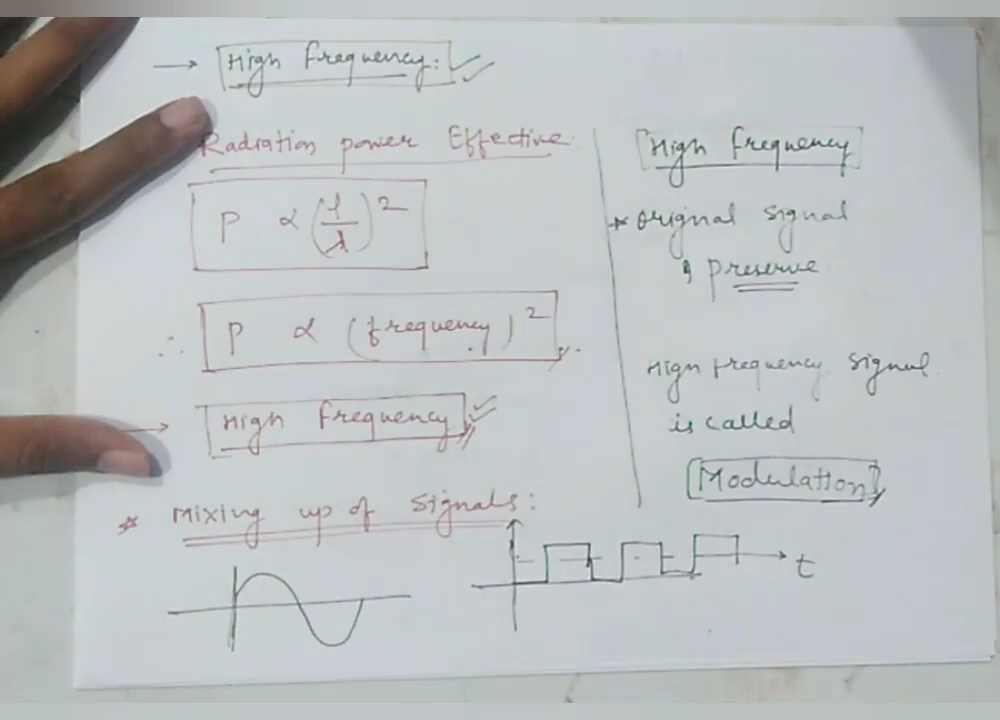 → High Frequency:
Radiation power Effective
P ∝ (1/λ)²
∴ P ∝ (frequency)²
→ High Frequency
* Mixing up of Signals:
High Frequency
* Original Signal
preserve
High Frequency Signal
is called
Modulation
t